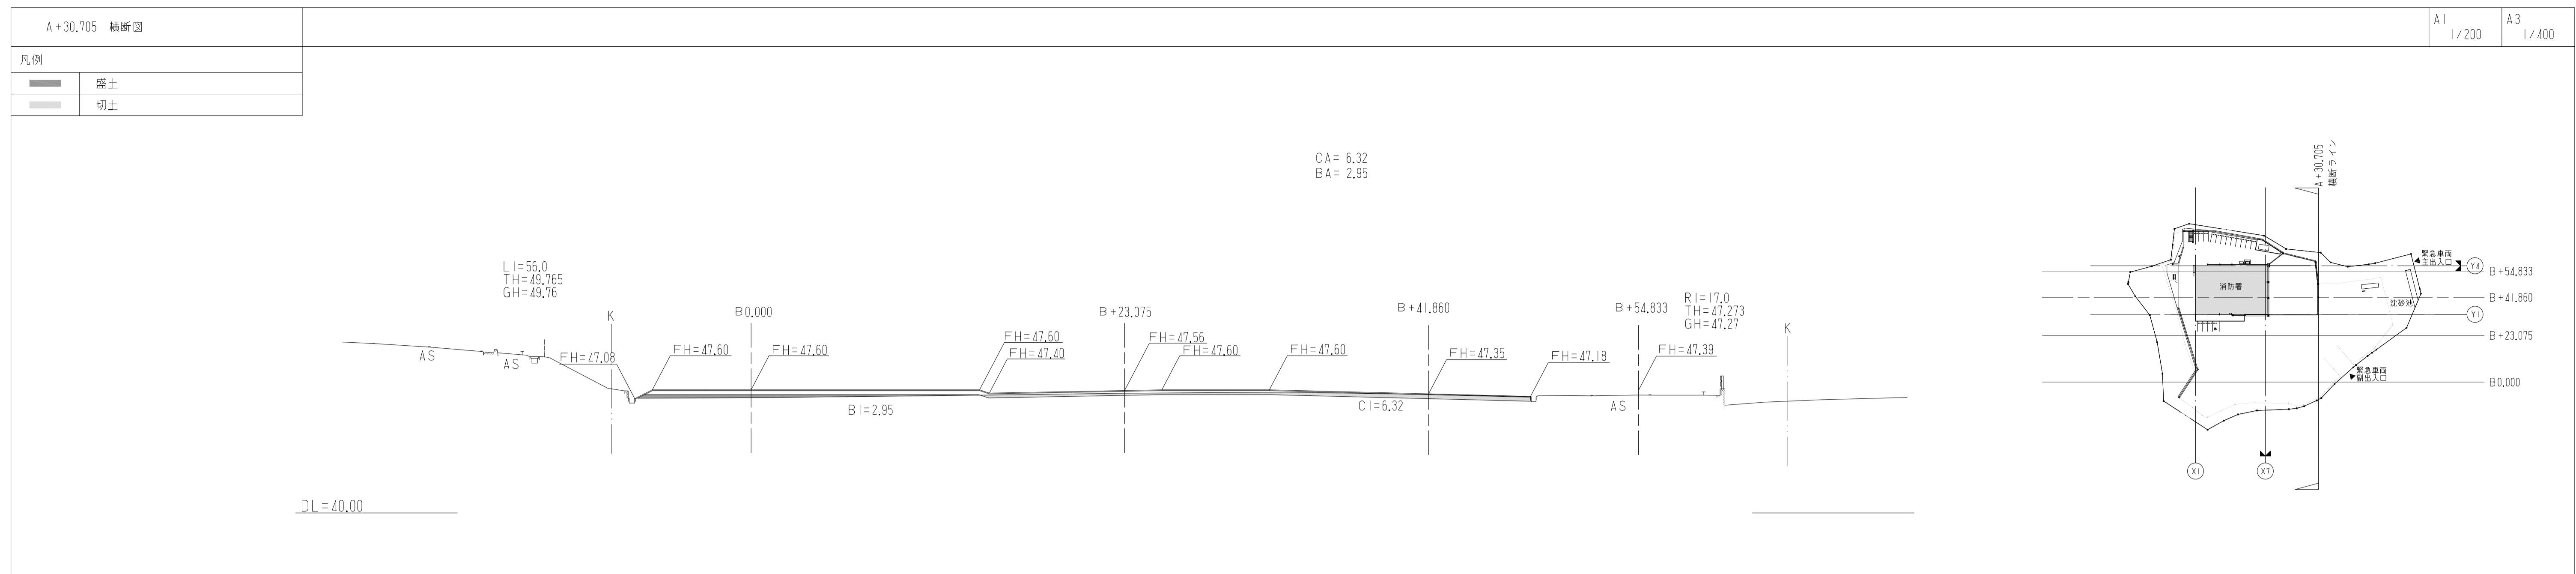 A+30.705 横断図
A1
1/200
A3
1/400
凡例
盛土
切土
CA= 6.32
BA= 2.95
L1=56.0
TH=49.765
GH=49.76
K
B0.000
B+23.075
B+41.860
B+54.833
R1=17.0
TH=47.273
GH=47.27
K
AS
AS
FH=47.08
FH=47.60
FH=47.60
FH=47.60
FH=47.40
FH=47.56
FH=47.60
FH=47.60
FH=47.35
FH=47.18
FH=47.39
B1=2.95
C1=6.32
AS
DL=40.00
A+30.705
横断ライン
緊急車両
主出入口
Y4
B+54.833
消防署
沈砂池
B+41.860
Y1
B+23.075
緊急車両
副出入口
B0.000
X1
X7